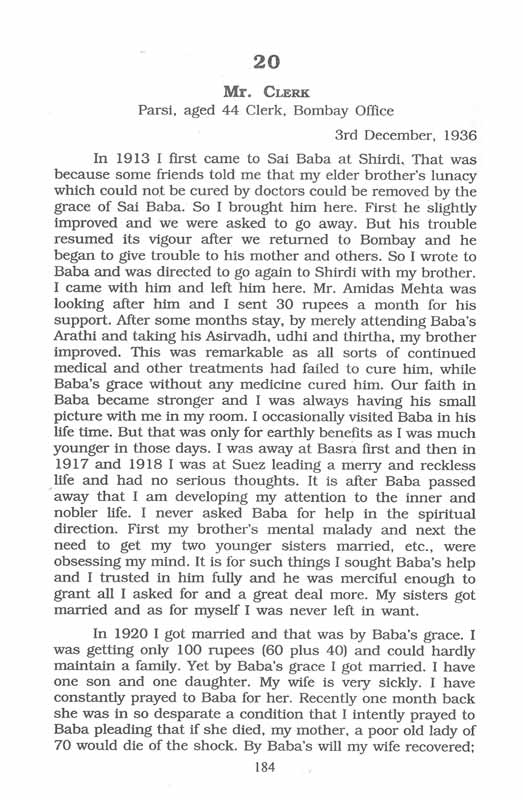 20
Mr. Clerk
Parsi, aged 44 Clerk, Bombay Office
3rd December, 1936
In 1913 I first came to Sai Baba at Shirdi. That was
because some friends told me that my elder brother's lunacy
which could not be cured by doctors could be removed by the
grace of Sai Baba. So I brought him here. First he slightly
improved and we were asked to go away. But his trouble
resumed its vigour after we returned to Bombay and he
began to give trouble to his mother and others. So I wrote to
Baba and was directed to go again to Shirdi with my brother.
I came with him and left him here. Mr. Amidas Mehta was
looking after him and I sent 30 rupees a month for his
support. After some months stay, by merely attending Baba's
Arathi and taking his Asirvadh, udhi and thirtha, my brother
improved. This was remarkable as all sorts of continued
medical and other treatments had failed to cure him, while
Baba's grace without any medicine cured him. Our faith in
Baba became stronger and I was always having his small
picture with me in my room. I occasionally visited Baba in his
life time. But that was only for earthly benefits as I was much
younger in those days. I was away at Basra first and then in
1917 and 1918 I was at Suez leading a merry and reckless
life and had no serious thoughts. It is after Baba passed
away that I am developing my attention to the inner and
nobler life. I never asked Baba for help in the spiritual
direction. First my brother's mental malady and next the
need to get my two younger sisters married, etc., were
obsessing my mind. It is for such things I sought Baba's help
and I trusted in him fully and he was merciful enough to
grant all I asked for and a great deal more. My sisters got
married and as for myself I was never left in want.
In 1920 I got married and that was by Baba's grace. I
was getting only 100 rupees (60 plus 40) and could hardly
maintain a family. Yet by Baba's grace I got married. I have
one son and one daughter. My wife is very sickly. I have
constantly prayed to Baba for her. Recently one month back
she was in so desparate a condition that I intently prayed to
Baba pleading that if she died, my mother, a poor old lady of
70 would die of the shock. By Baba's will my wife recovered;
184